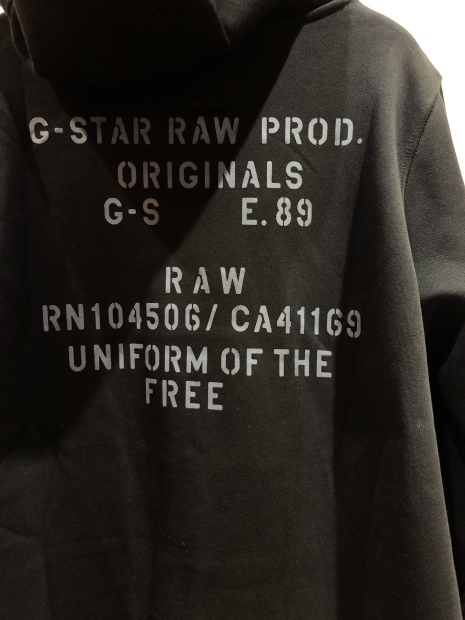 G-STAR RAW PROD.
ORIGINALS
G-S E.89
RAW
RN104506/ CA41169
UNIFORM OF THE
FREE